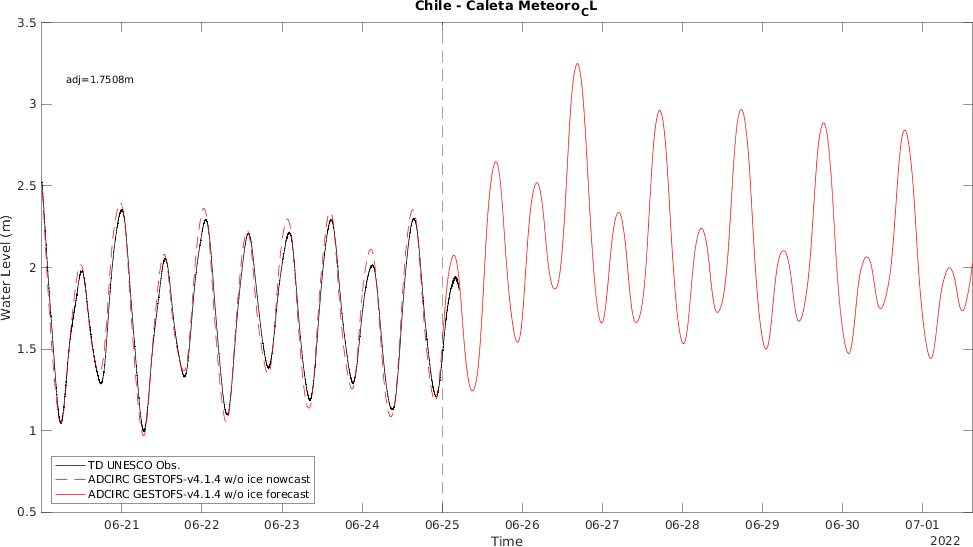 Chile - Caleta Meteoro_CL
adj=1.7508m
Water Level (m)
3.5
3
2.5
2
1.5
1
0.5
TD UNESCO Obs.
ADCIRC GESTOFS-v4.1.4 w/o ice nowcast
ADCIRC GESTOFS-v4.1.4 w/o ice forecast
06-21 06-22 06-23 06-24 06-25 06-26 06-27 06-28 06-29 06-30 07-01
Time
2022